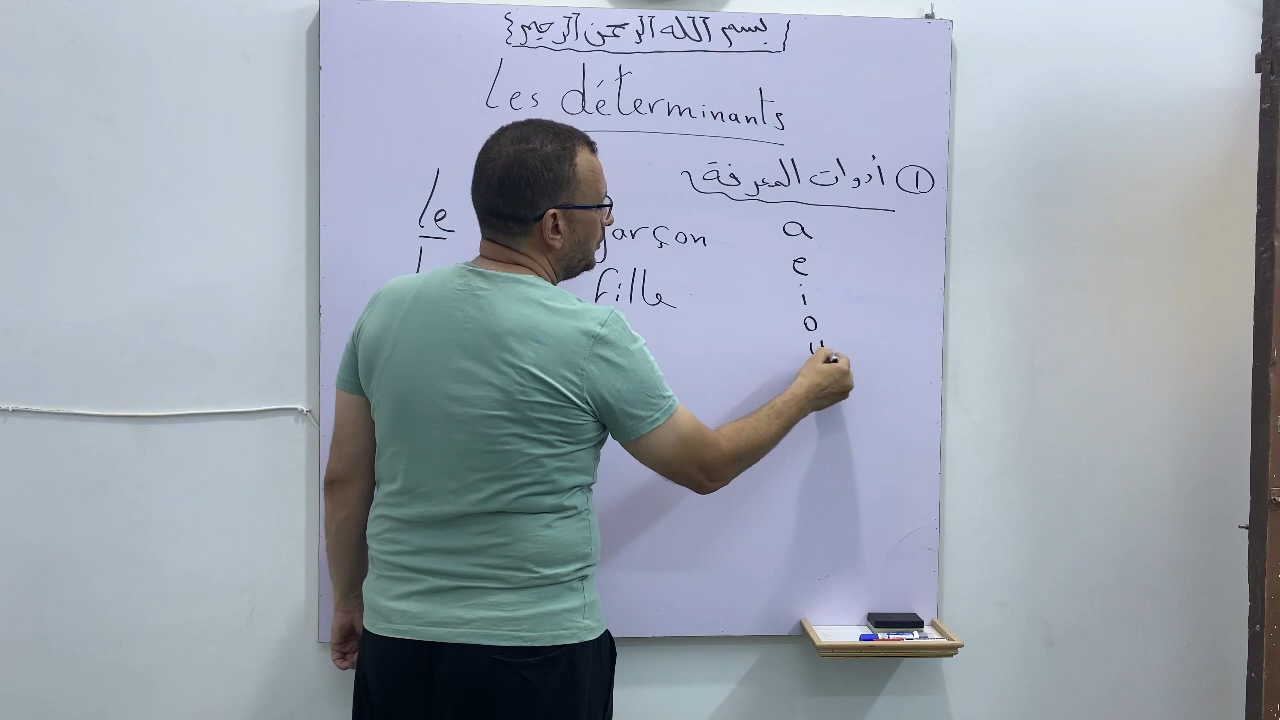 {بسم الله الرحمن الرحيم}
Les déterminants
① أدوات المعرفة
le garçon
fille
a
e
i
o
u